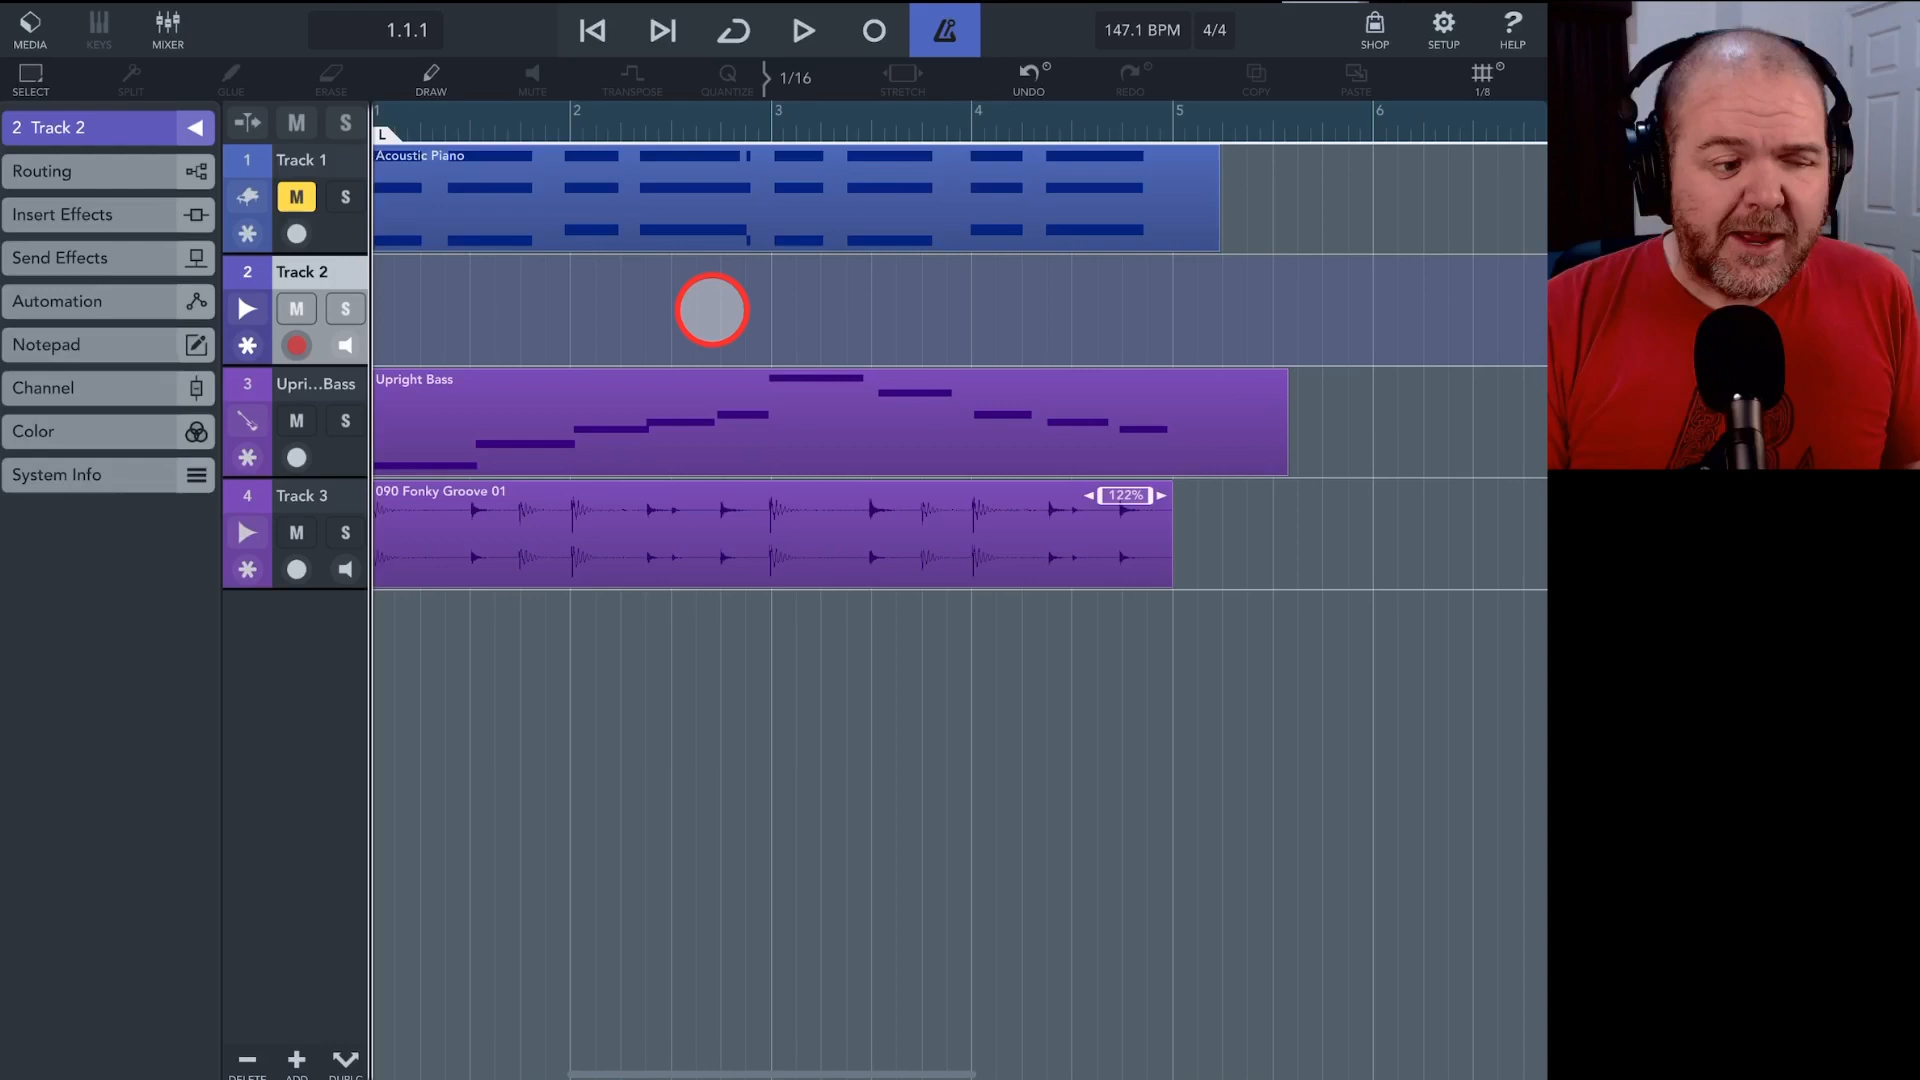 MEDIA
KEYS
MIXER
1.1.1
147.1 BPM
4/4
SHOP
SETUP
?
HELP
SELECT
SPLIT
GLUE
ERASE
DRAW
MUTE
TRANSPOSE
Q
QUANTIZE
1/16
STRETCH
UNDO
REDO
COPY
PASTE
1/8
2 Track 2
Routing
Insert Effects
Send Effects
Automation
Notepad
Channel
Color
System Info
M S
1 2 3 4 5 6
L
1 Track 1
M S
Acoustic Piano
2 Track 2
M S
3 Upri...Bass
M S
Upright Bass
4 Track 3
M S
090 Fonky Groove 01
122%
DELETE
ADD
DUPLC